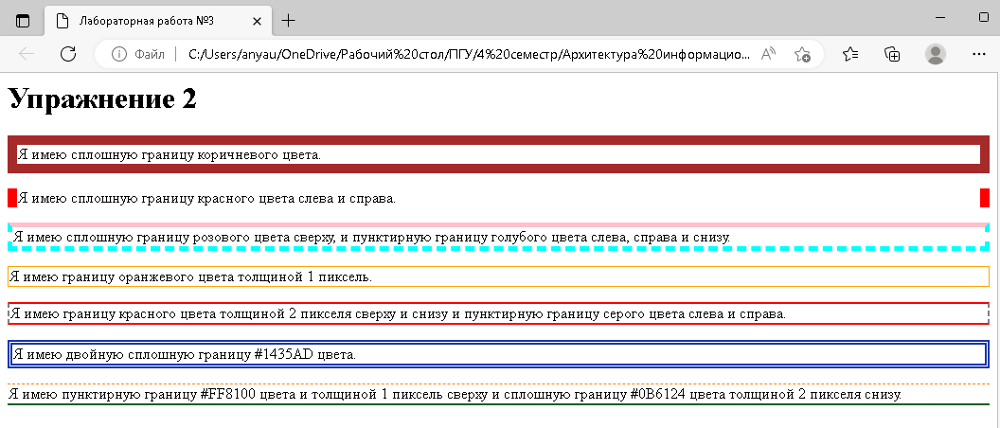 Лабораторная работа №3
Файл
C:/Users/anyau/OneDrive/Рабочий%20стол/ПГУ/4%20семестр/Архитектура%20информацио...
Упражнение 2
Я имею сплошную границу коричневого цвета.
Я имею сплошную границу красного цвета слева и справа.
Я имею сплошную границу розового цвета сверху, и пунктирную границу голубого цвета слева, справа и снизу.
Я имею границу оранжевого цвета толщиной 1 пиксель.
Я имею границу красного цвета толщиной 2 пикселя сверху и снизу и пунктирную границу серого цвета слева и справа.
Я имею двойную сплошную границу #1435AD цвета.
Я имею пунктирную границу #FF8100 цвета и толщиной 1 пиксель сверху и сплошную границу #0B6124 цвета толщиной 2 пикселя снизу.